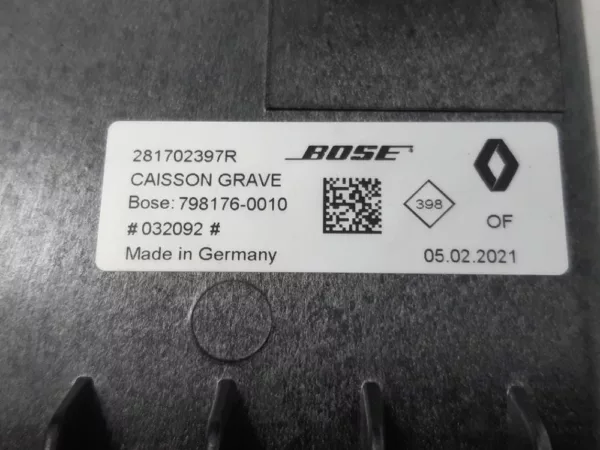 281702397R BOSE
CAISSON GRAVE
Bose: 798176-0010 398
# 032092 # OF
Made in Germany 05.02.2021